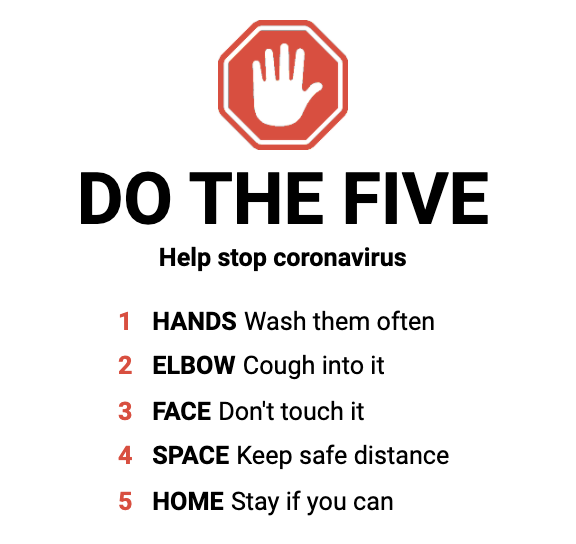 DO THE FIVE
Help stop coronavirus
1 HANDS Wash them often
2 ELBOW Cough into it
3 FACE Don't touch it
4 SPACE Keep safe distance
5 HOME Stay if you can